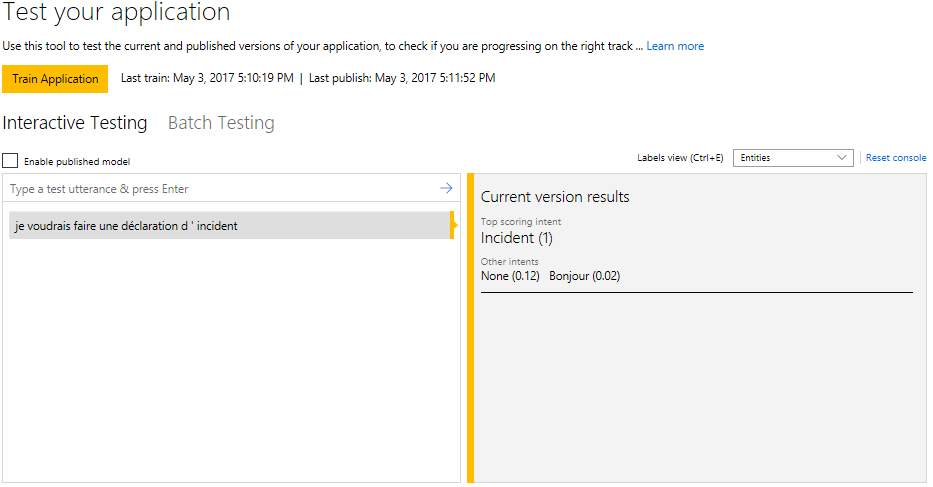 Test your application
Use this tool to test the current and published versions of your application, to check if you are progressing on the right track ... Learn more
Train Application Last train: May 3, 2017 5:10:19 PM | Last publish: May 3, 2017 5:11:52 PM
Interactive Testing Batch Testing
Enable published model
Labels view (Ctrl+E) Entities Reset console
Type a test utterance & press Enter
je voudrais faire une déclaration d ' incident
Current version results
Top scoring intent
Incident (1)
Other intents
None (0.12) Bonjour (0.02)